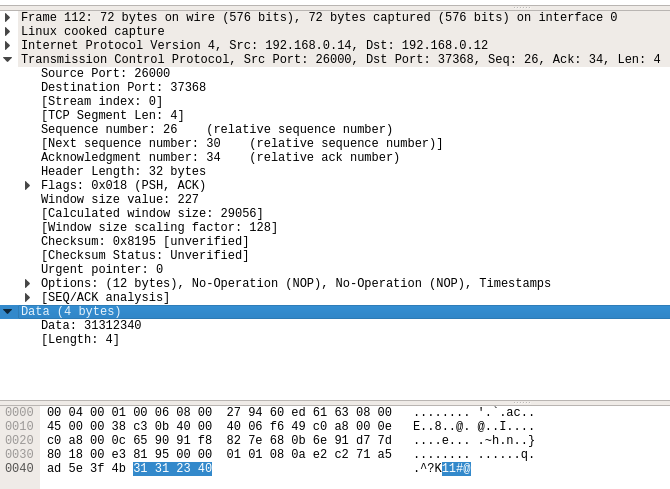 Frame 112: 72 bytes on wire (576 bits), 72 bytes captured (576 bits) on interface 0
Linux cooked capture
Internet Protocol Version 4, Src: 192.168.0.14, Dst: 192.168.0.12
Transmission Control Protocol, Src Port: 26000, Dst Port: 37368, Seq: 26, Ack: 34, Len: 4
Source Port: 26000
Destination Port: 37368
[Stream index: 0]
[TCP Segment Len: 4]
Sequence number: 26    (relative sequence number)
[Next sequence number: 30    (relative sequence number)]
Acknowledgment number: 34    (relative ack number)
Header Length: 32 bytes
Flags: 0x018 (PSH, ACK)
Window size value: 227
[Calculated window size: 29056]
[Window size scaling factor: 128]
Checksum: 0x8195 [unverified]
[Checksum Status: Unverified]
Urgent pointer: 0
Options: (12 bytes), No-Operation (NOP), No-Operation (NOP), Timestamps
[SEQ/ACK analysis]
Data (4 bytes)
Data: 31312340
[Length: 4]
0000  00 04 00 01 00 06 08 00  27 94 60 ed 61 63 08 00  ........ '.`.ac..
0010  45 00 00 38 c3 0b 40 00  40 06 f6 49 c0 a8 00 0e  E..8..@. @..I....
0020  c0 a8 00 0c 65 90 91 f8  82 7e 68 0b 6e 91 d7 7d  ....e... .~h.n..}
0030  80 18 00 e3 81 95 00 00  01 01 08 0a e2 c2 71 a5  ........ ......q.
0040  ad 5e 3f 4b 31 31 23 40  .^?K11#@